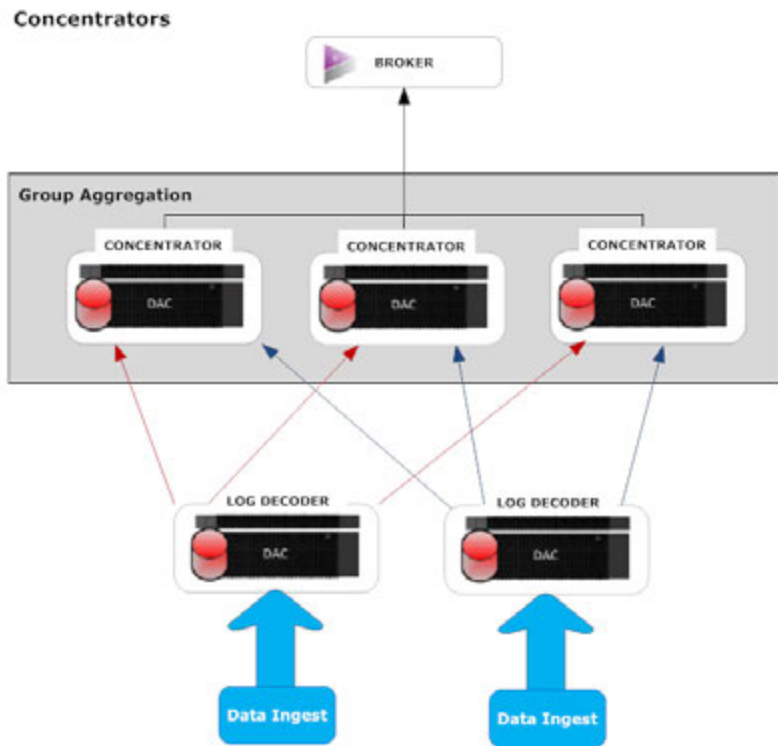 Concentrators
BROKER
Group Aggregation
CONCENTRATOR
CONCENTRATOR
CONCENTRATOR
DAC
DAC
DAC
LOG DECODER
LOG DECODER
DAC
DAC
Data Ingest
Data Ingest